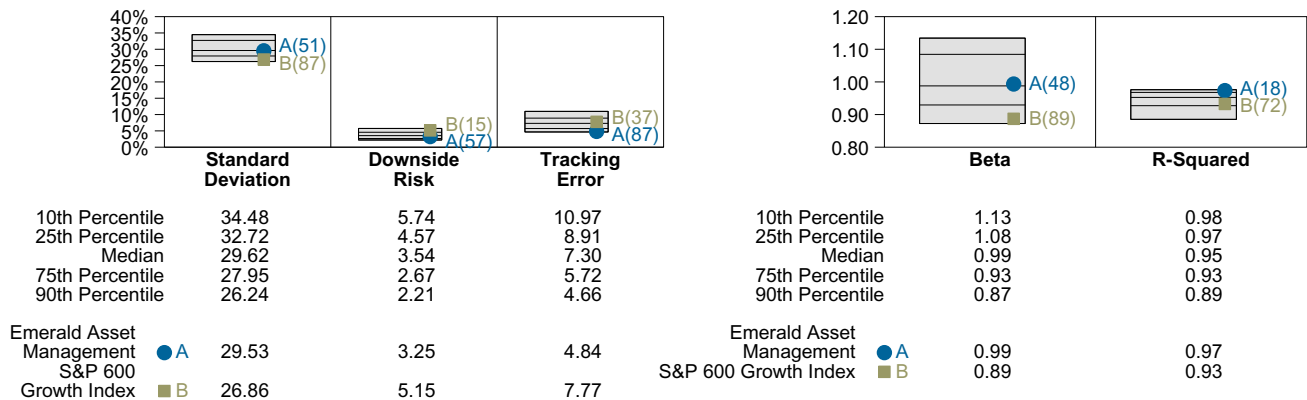 40%
35%
30%
25%
20%
15%
10%
5%
0%
A(51)
B(87)
B(15)
A(57)
B(37)
A(87)
Standard Deviation
Downside Risk
Tracking Error
10th Percentile 34.48 5.74 10.97
25th Percentile 32.72 4.57 8.91
Median 29.62 3.54 7.30
75th Percentile 27.95 2.67 5.72
90th Percentile 26.24 2.21 4.66
Emerald Asset
Management A 29.53 3.25 4.84
S&P 600
Growth Index B 26.86 5.15 7.77
1.20
1.10
1.00
0.90
0.80
A(48)
B(89)
A(18)
B(72)
Beta
R-Squared
10th Percentile 1.13 0.98
25th Percentile 1.08 0.97
Median 0.99 0.95
75th Percentile 0.93 0.93
90th Percentile 0.87 0.89
Emerald Asset
Management A 0.99 0.97
S&P 600 Growth Index B 0.89 0.93